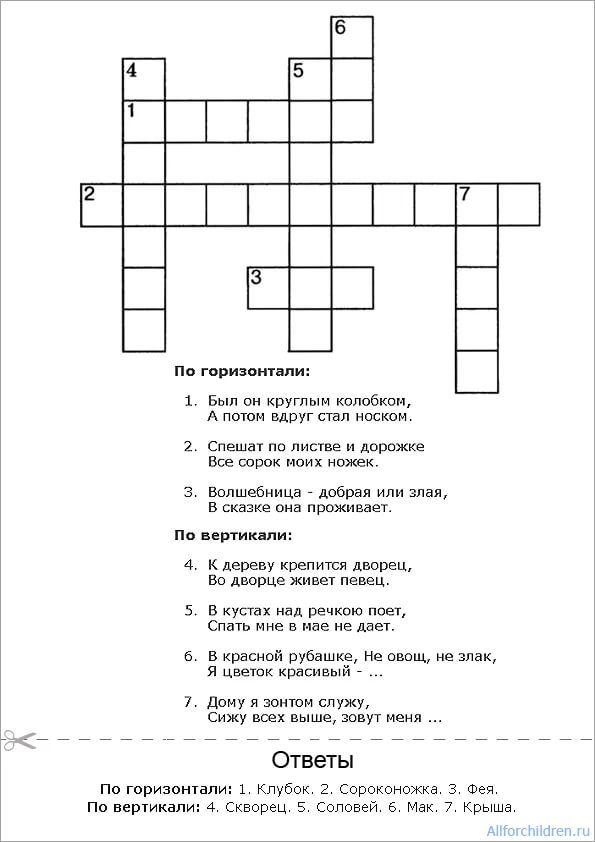 6
4
5
1
2
7
3
По горизонтали:
1. Был он круглым колобком,
А потом вдруг стал носком.
2. Спешат по листве и дорожке
Все сорок моих ножек.
3. Волшебница - добрая или злая,
В сказке она проживает.
По вертикали:
4. К дереву крепится дворец,
Во дворце живет певец.
5. В кустах над речкою поет,
Спать мне в мае не дает.
6. В красной рубашке, Не овощ, не злак,
Я цветок красивый - ...
7. Дому я зонтом служу,
Сижу всех выше, зовут меня ...
Ответы
По горизонтали: 1. Клубок. 2. Сороконожка. 3. Фея.
По вертикали: 4. Скворец. 5. Соловей. 6. Мак. 7. Крыша.
Allforchildren.ru